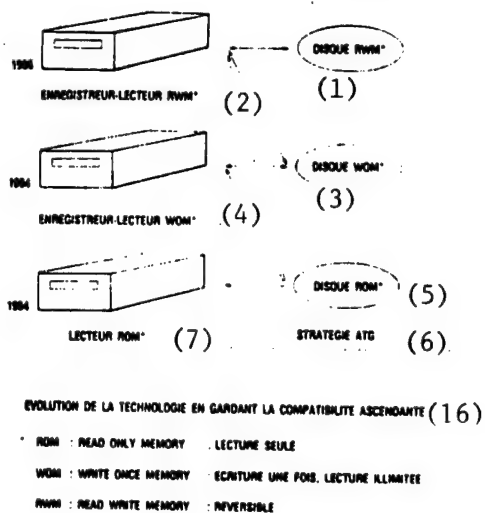 1986
DISQUE RWM*
ENREGISTREUR-LECTEUR RWM* (2) (1)
1984
DISQUE WOM*
(3)
ENREGISTREUR-LECTEUR WOM* (4)
1984
DISQUE ROM* (5)
LECTEUR ROM* (7) STRATEGIE ATG (6)
EVOLUTION DE LA TECHNOLOGIE EN GARDANT LA COMPATIBILITE ASCENDANTE (16)
* ROM : READ ONLY MEMORY : LECTURE SEULE
WOM : WRITE ONCE MEMORY : ECRITURE UNE FOIS, LECTURE ILLIMITEE
RWM : READ WRITE MEMORY : REVERSIBLE